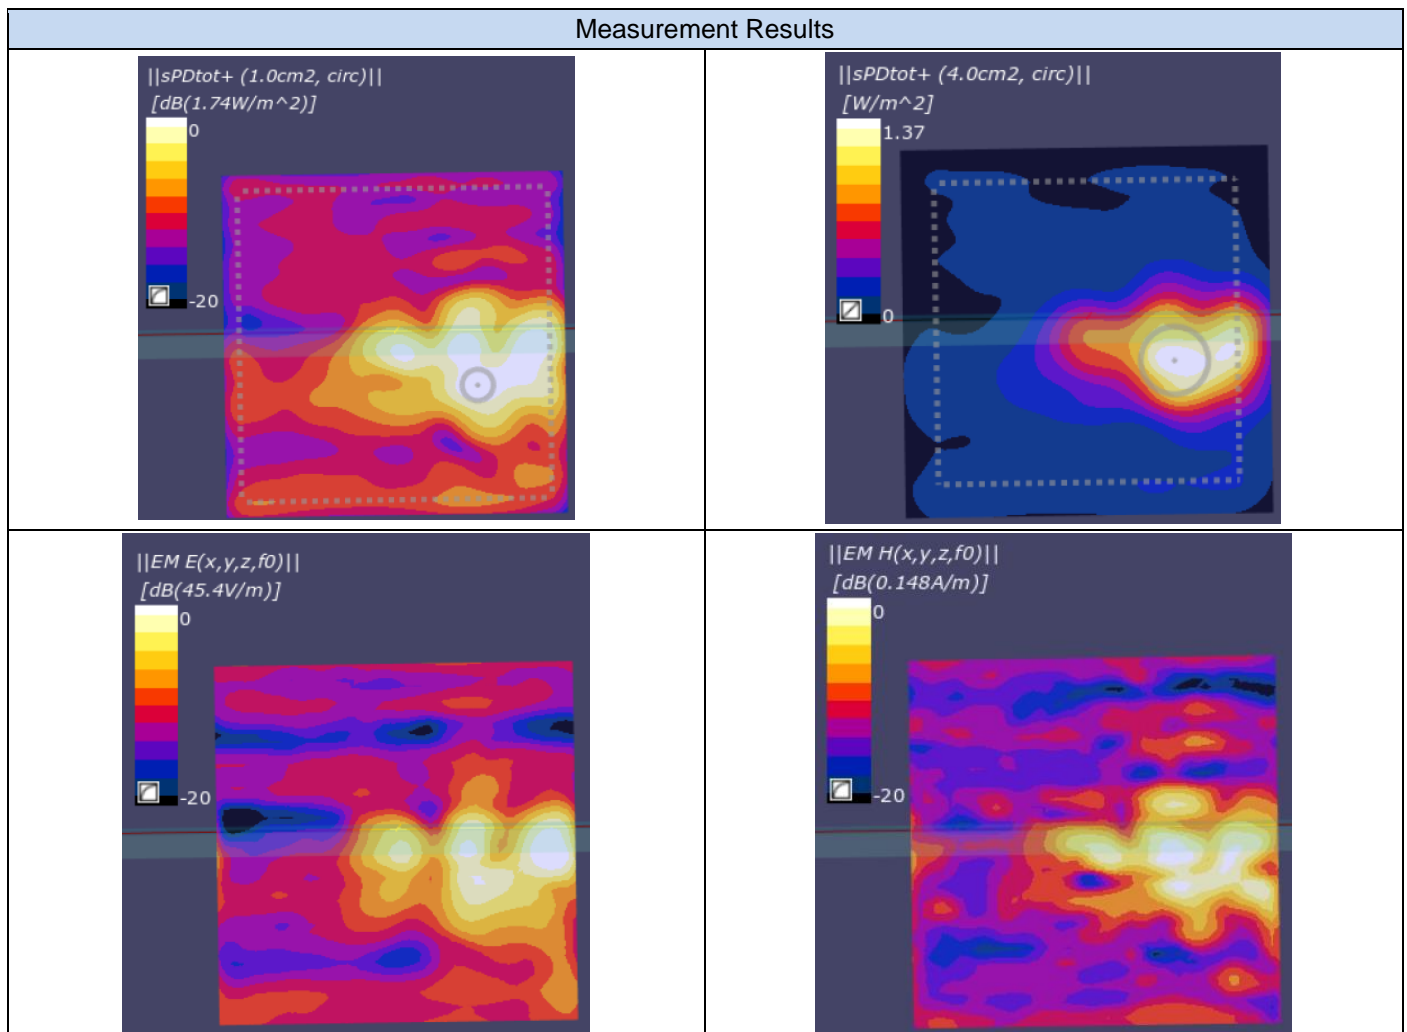 Measurement Results
||sPDtot+ (1.0cm2, circ)||
[dB(1.74W/m^2)]
0
-20
||sPDtot+ (4.0cm2, circ)||
[W/m^2]
1.37
0
||EM E(x,y,z,f0)||
[dB(45.4V/m)]
0
-20
||EM H(x,y,z,f0)||
[dB(0.148A/m)]
0
-20